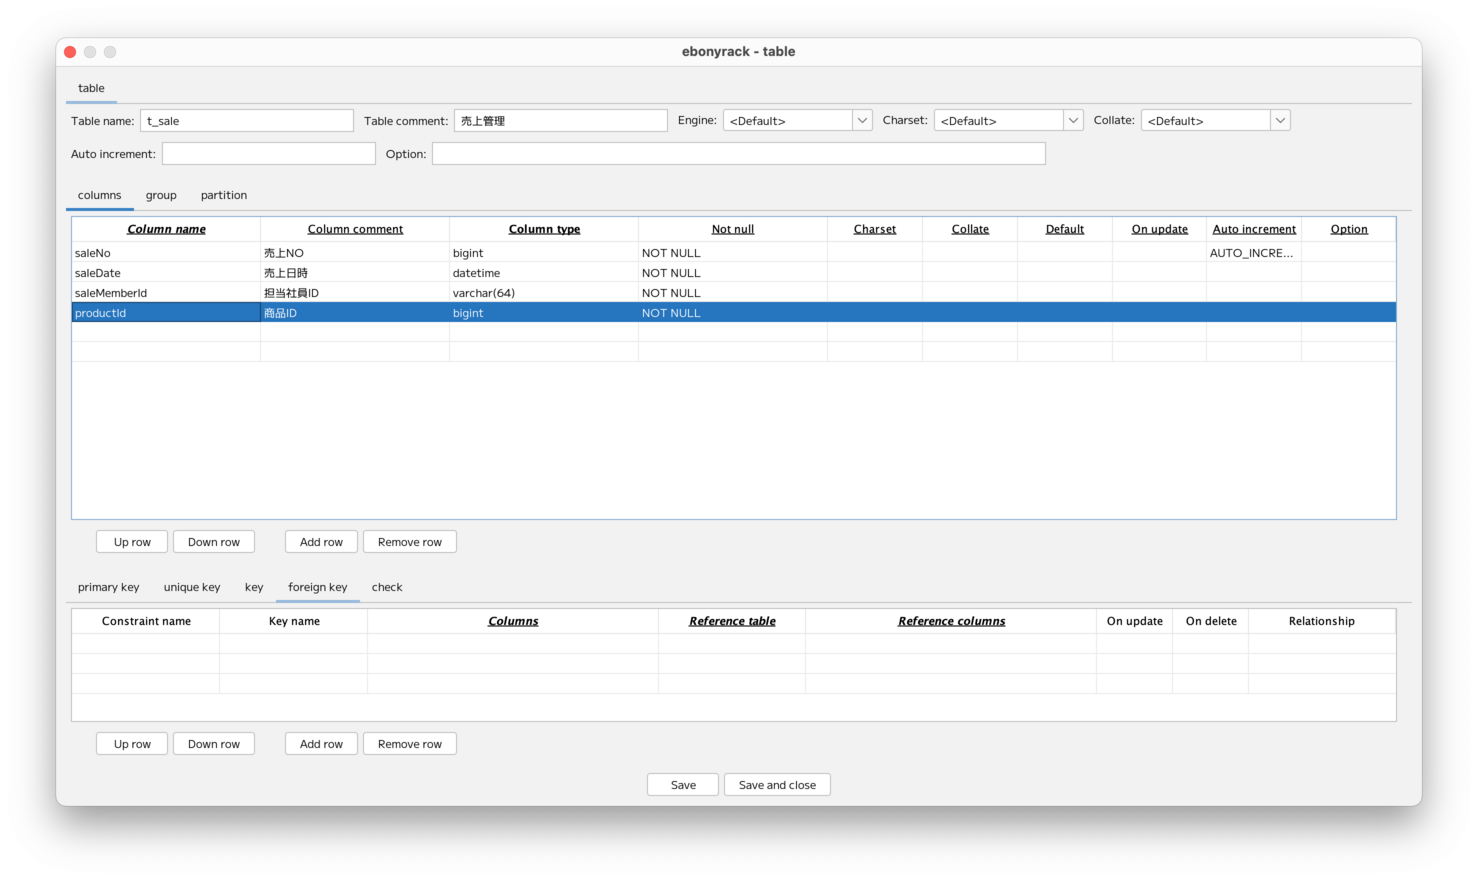 ebonyrack - table
table
Table name: t_sale Table comment: 売上管理 Engine: <Default> Charset: <Default> Collate: <Default>
Auto increment: Option:
columns group partition
Column name Column comment Column type Not null Charset Collate Default On update Auto increment Option
saleNo 売上NO bigint NOT NULL AUTO_INCRE...
saleDate 売上日時 datetime NOT NULL
saleMemberId 担当社員ID varchar(64) NOT NULL
productId 商品ID bigint NOT NULL
Up row Down row Add row Remove row
primary key unique key key foreign key check
Constraint name Key name Columns Reference table Reference columns On update On delete Relationship
Up row Down row Add row Remove row
Save Save and close